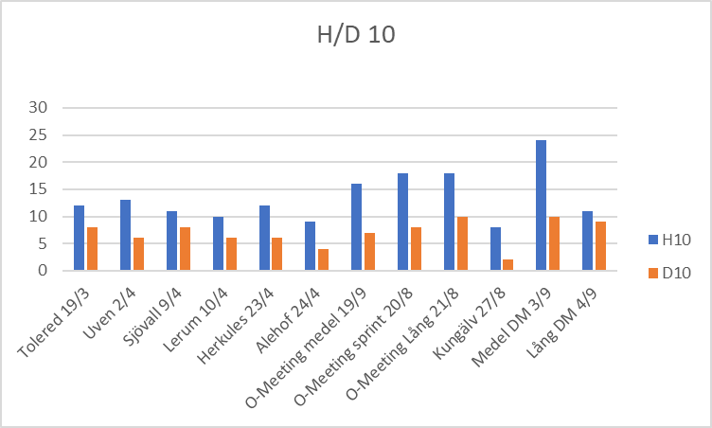 H/D 10
30
25
20
15
10
5
0
Tolered 19/3
Uven 2/4
Sjövall 9/4
Lerum 10/4
Herkules 23/4
Alehof 24/4
O-Meeting medel 19/9
O-Meeting sprint 20/8
O-Meeting Lång 21/8
Kungälv 27/8
Medel DM 3/9
Lång DM 4/9
H10
D10